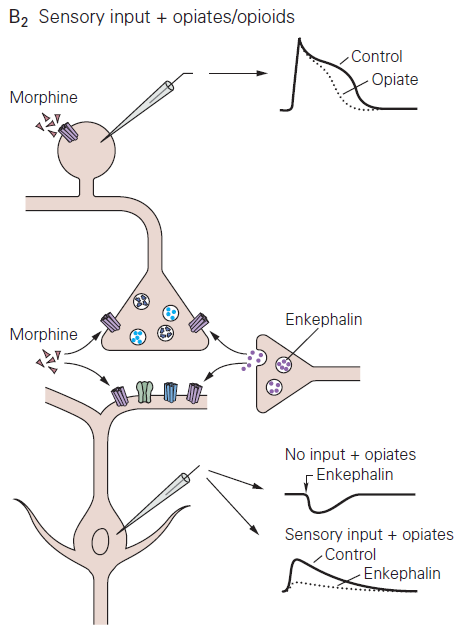 B₂ Sensory input + opiates/opioids
Control
Opiate
Morphine
Enkephalin
Morphine
No input + opiates
Enkephalin
Sensory input + opiates
Control
Enkephalin